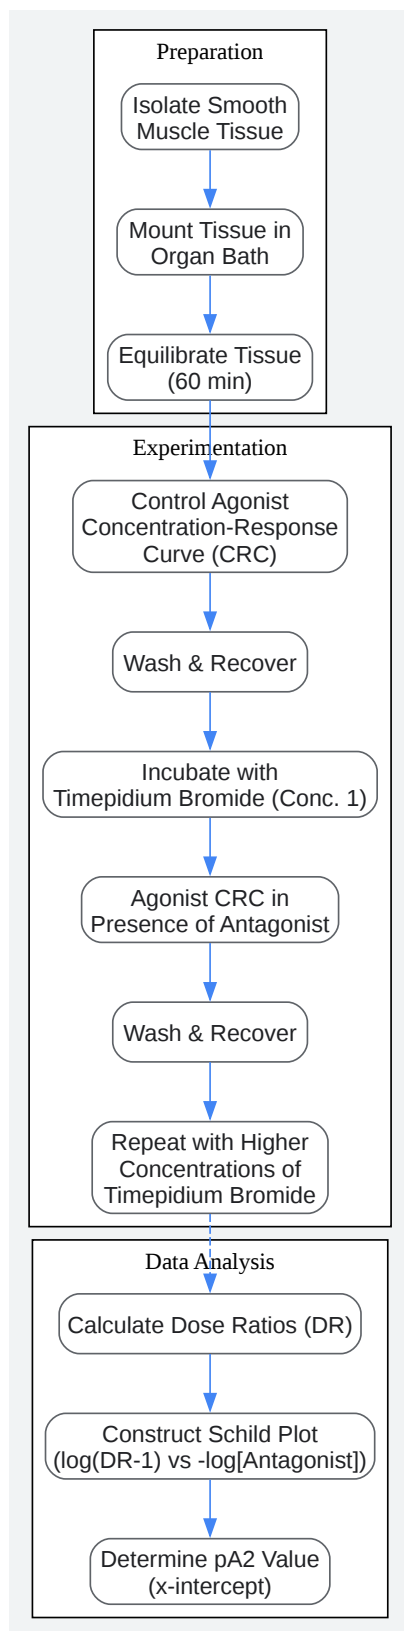 Preparation
Isolate Smooth
Muscle Tissue
Mount Tissue in
Organ Bath
Equilibrate Tissue
(60 min)
Experimentation
Control Agonist
Concentration-Response
Curve (CRC)
Wash & Recover
Incubate with
Timepidium Bromide (Conc. 1)
Agonist CRC in
Presence of Antagonist
Wash & Recover
Repeat with Higher
Concentrations of
Timepidium Bromide
Data Analysis
Calculate Dose Ratios (DR)
Construct Schild Plot
(log(DR-1) vs -log[Antagonist])
Determine pA2 Value
(x-intercept)